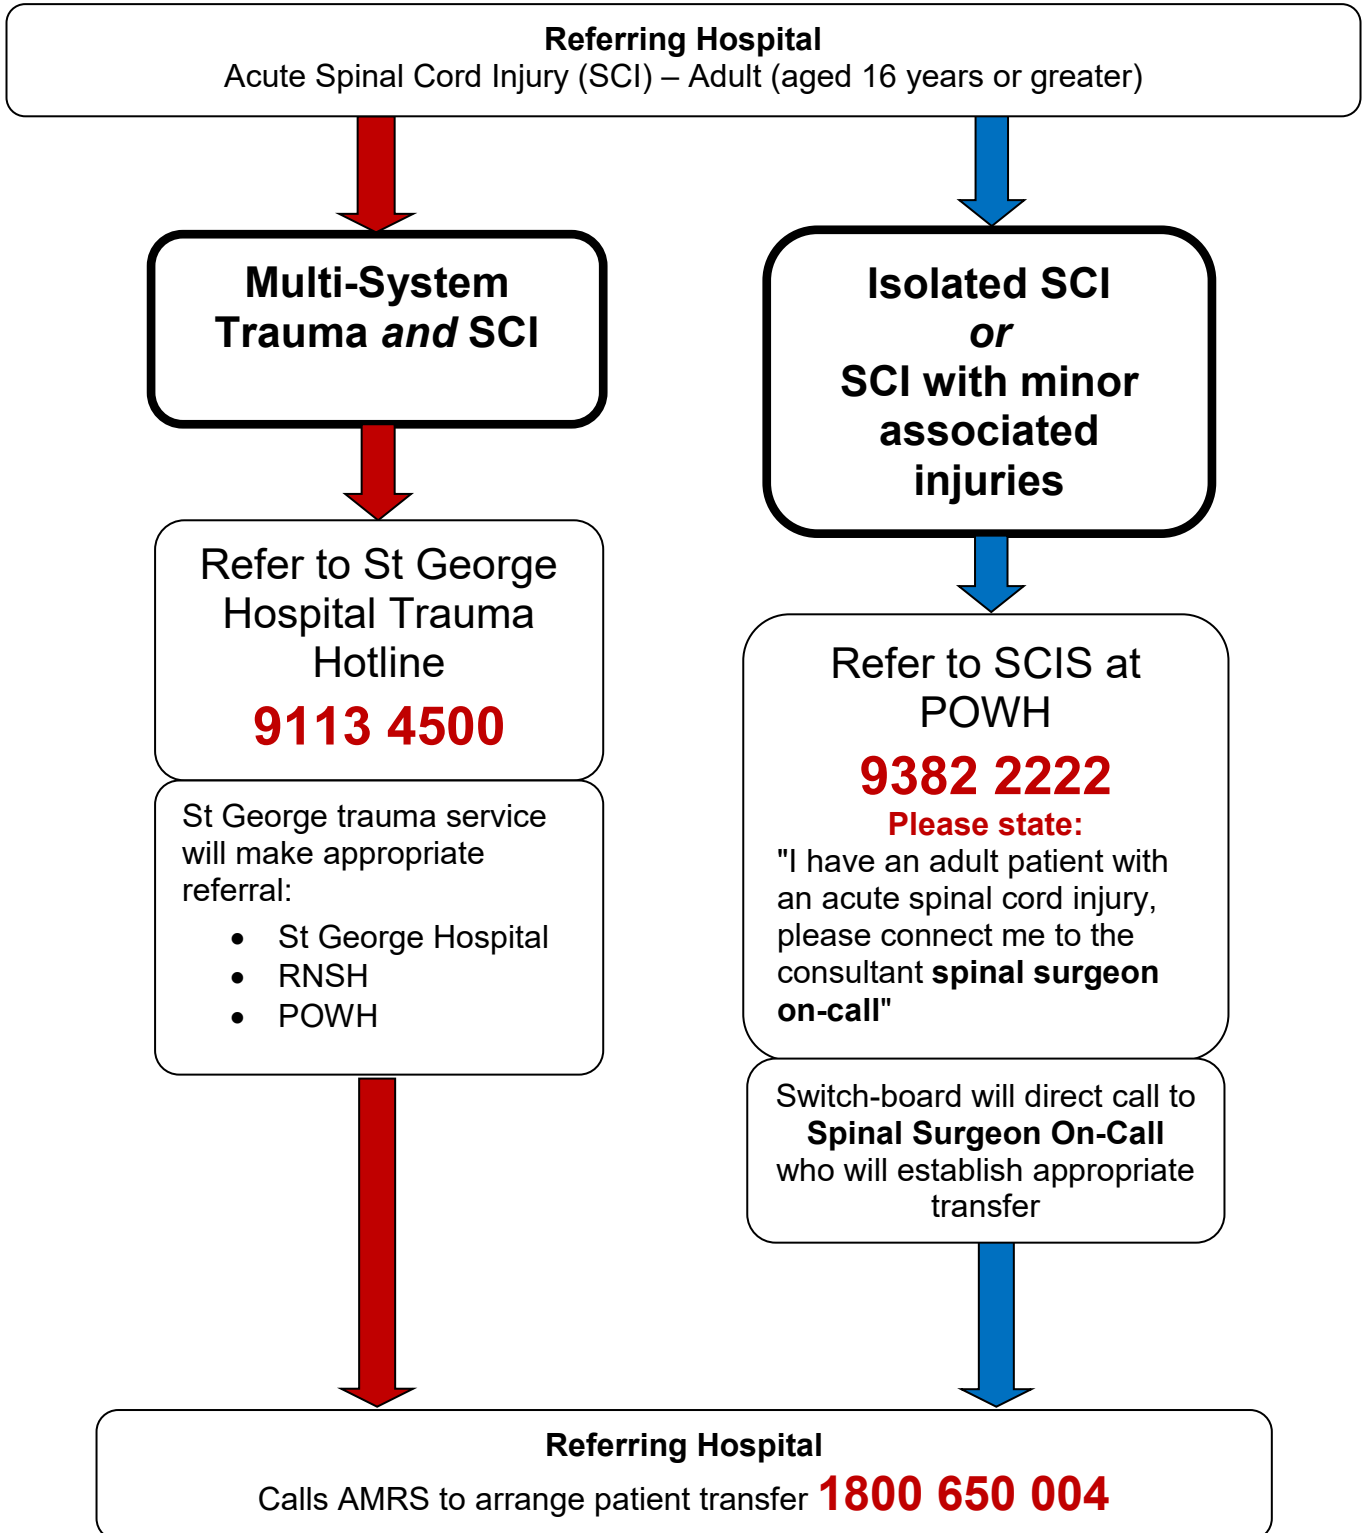 Referring Hospital
Acute Spinal Cord Injury (SCI) – Adult (aged 16 years or greater)
Multi-System
Trauma and SCI
Refer to St George
Hospital Trauma
Hotline
9113 4500
St George trauma service
will make appropriate
referral:
• St George Hospital
• RNSH
• POWH
Isolated SCI
or
SCI with minor
associated
injuries
Refer to SCIS at
POWH
9382 2222
Please state:
"I have an adult patient with
an acute spinal cord injury,
please connect me to the
consultant spinal surgeon
on-call"
Switch-board will direct call to
Spinal Surgeon On-Call
who will establish appropriate
transfer
Referring Hospital
Calls AMRS to arrange patient transfer 1800 650 004